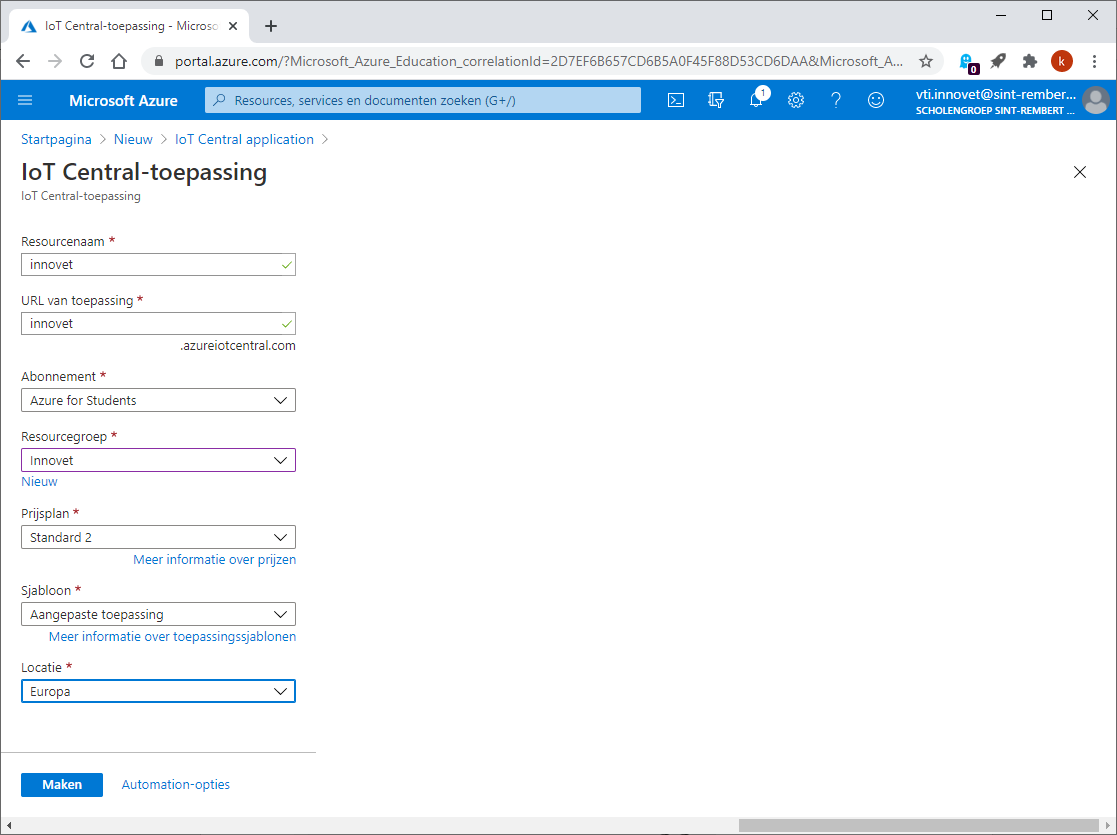 IoT Central-toepassing - Microso
portal.azure.com/?Microsoft_Azure_Education_correlationId=2D7EF6B657CD6B5A0F45F88D53CD6DAA&Microsoft_A...
0
k
Microsoft Azure
Resources, services en documenten zoeken (G+/)
1
vti.innovet@sint-rember...
SCHOLENGROEP SINT-REMBERT ...
Startpagina > Nieuw > IoT Central application >
IoT Central-toepassing
IoT Central-toepassing
Resourcenaam *
innovet
URL van toepassing *
innovet
.azureiotcentral.com
Abonnement *
Azure for Students
Resourcegroep *
Innovet
Nieuw
Prijsplan *
Standard 2
Meer informatie over prijzen
Sjabloon *
Aangepaste toepassing
Meer informatie over toepassingssjablonen
Locatie *
Europa
Maken
Automation-opties